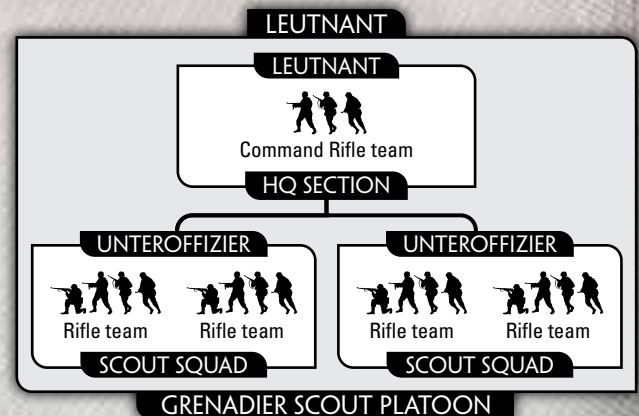 LEUTNANT
LEUTNANT
Command Rifle team
HQ SECTION
UNTEROFFIZIER UNTEROFFIZIER
Rifle team Rifle team Rifle team Rifle team
SCOUT SQUAD SCOUT SQUAD
GRENADIER SCOUT PLATOON